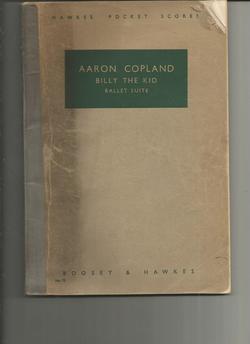 HAWKES POCKET SCORES
AARON COPLAND
BILLY THE KID
BALLET SUITE
BOOSEY & HAWKES